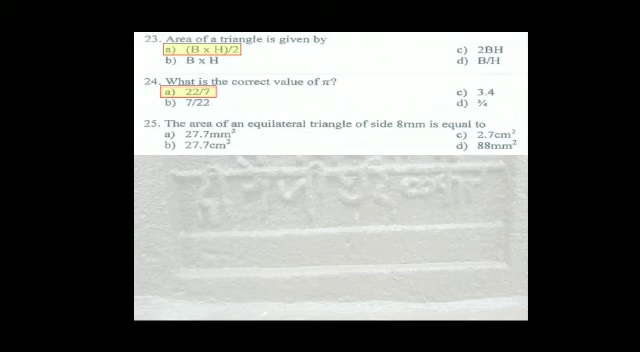 23. Area of a triangle is given by
a) (B x H)/2 c) 2BH
b) B x H d) B/H
24. What is the correct value of π?
a) 22/7 c) 3.4
b) 7/22 d) ¾
25. The area of an equilateral triangle of side 8mm is equal to
a) 27.7mm² c) 2.7cm²
b) 27.7cm² d) 88mm²